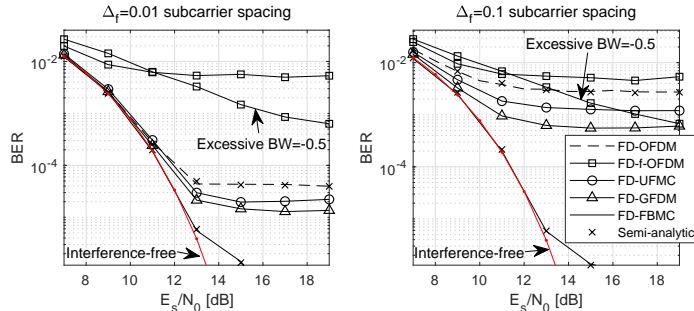 Δf=0.01 subcarrier spacing
10-2
10-4
BER
Excessive BW=-0.5
Interference-free
8 10 12 14 16 18
Es/N0 [dB]
Δf=0.1 subcarrier spacing
10-2
10-4
BER
Excessive BW=-0.5
FD-OFDM
FD-f-OFDM
FD-UFMC
FD-GFDM
FD-FBMC
Semi-analytic
Interference-free
8 10 12 14 16 18
Es/N0 [dB]